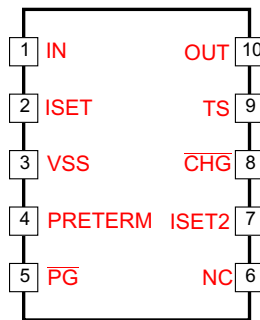 1 IN OUT 10
2 ISET TS 9
3 VSS CHG 8
4 PRETERM ISET2 7
5 PG NC 6